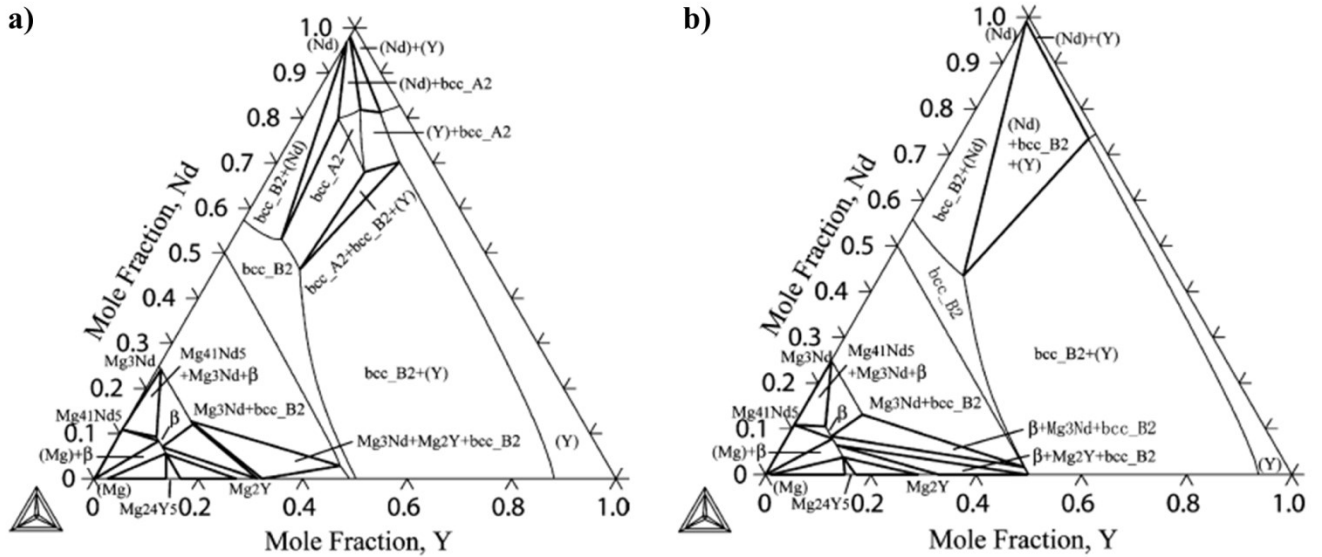 a)
1.0
(Nd)
(Nd)+(Y)
0.9
(Nd)+bcc_A2
0.8
(Y)+bcc_A2
0.7
bcc_B2+(Nd)
bcc_A2
0.6
0.5
bcc_B2
bcc_A2+bcc_B2+(Y)
0.4
Mole Fraction, Nd
0.3
Mg3Nd
Mg41Nd5
+Mg3Nd+β
bcc_B2+(Y)
0.2
Mg41Nd5
β
Mg3Nd+bcc_B2
0.1
(Mg)+β
Mg3Nd+Mg2Y+bcc_B2
(Y)
0
(Mg)
Mg24Y5
Mg2Y
0
0.2
0.4
0.6
0.8
1.0
Mole Fraction, Y
b)
1.0
(Nd)
(Nd)+(Y)
0.9
0.8
(Nd)
+bcc_B2
+(Y)
0.7
bcc_B2+(Nd)
0.6
0.5
bcc_B2
0.4
Mole Fraction, Nd
0.3
Mg3Nd
Mg41Nd5
+Mg3Nd+β
bcc_B2+(Y)
0.2
Mg41Nd5
β
Mg3Nd+bcc_B2
0.1
β+Mg3Nd+bcc_B2
(Mg)+β
β+Mg2Y+bcc_B2
(Y)
0
(Mg)
Mg24Y5
Mg2Y
0
0.2
0.4
0.6
0.8
1.0
Mole Fraction, Y